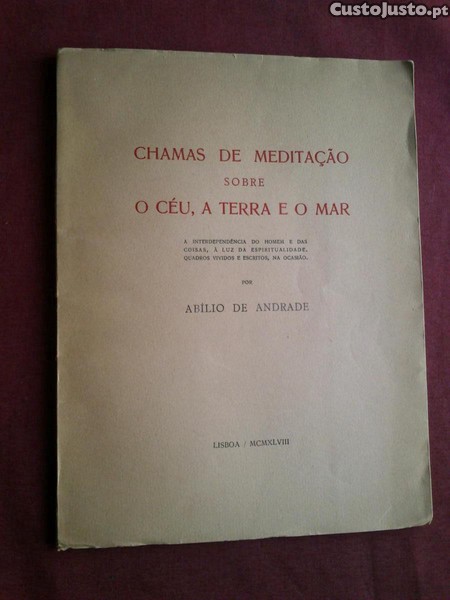 CustoJusto.pt
CHAMAS DE MEDITAÇÃO
SOBRE
O CÉU, A TERRA E O MAR
A INTERDEPENDÊNCIA DO HOMEM E DAS
COISAS, À LUZ DA ESPIRITUALIDADE,
QUADROS VIVIDOS E ESCRITOS, NA OCASIÃO.
POR
ABÍLIO DE ANDRADE
LISBOA / MCMXLVIII